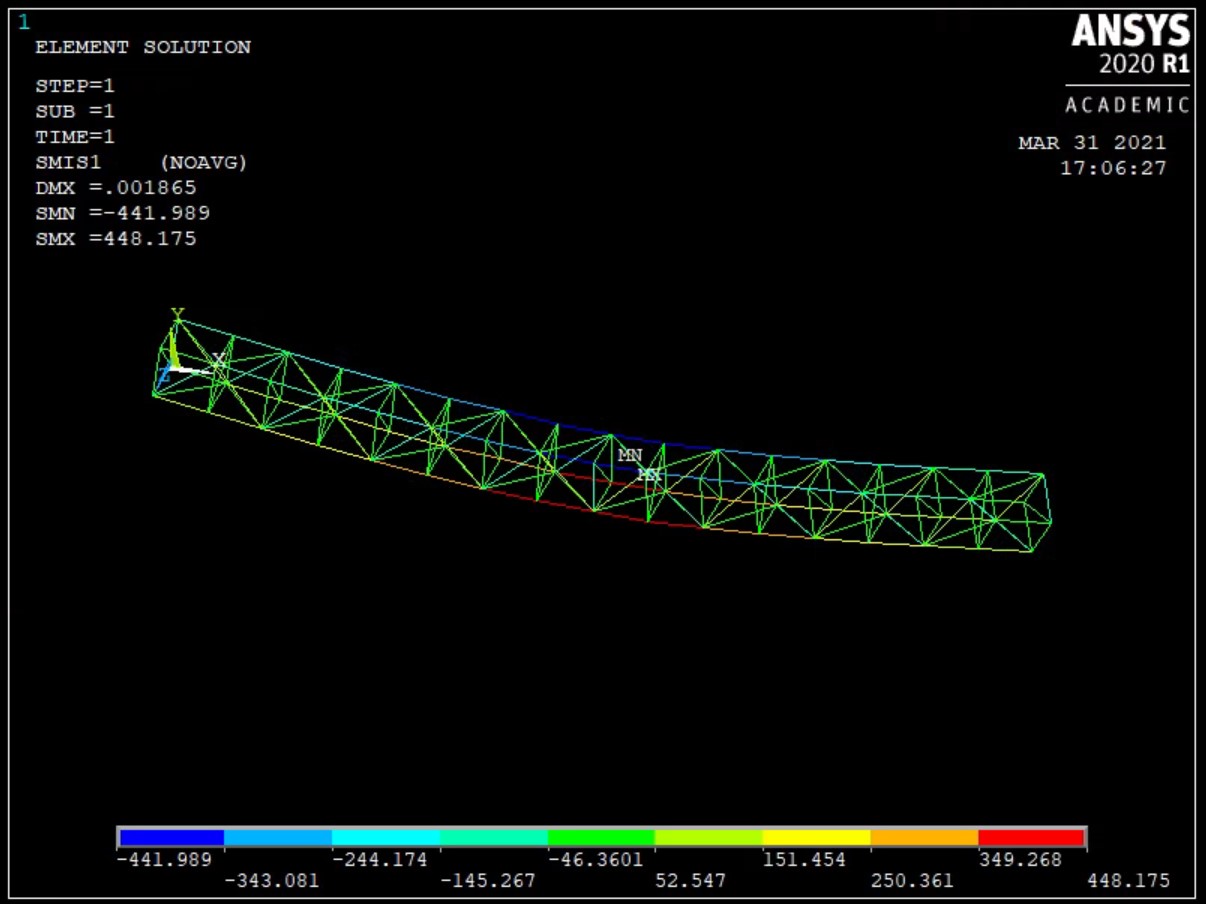 1
ELEMENT SOLUTION
STEP=1
SUB =1
TIME=1
SMIS1 (NOAVG)
DMX =.001865
SMN =-441.989
SMX =448.175
ANSYS
2020 R1
ACADEMIC
MAR 31 2021
17:06:27
Y
X
Z
MN
MX
-441.989 -244.174 -46.3601 151.454 349.268
-343.081 -145.267 52.547 250.361 448.175